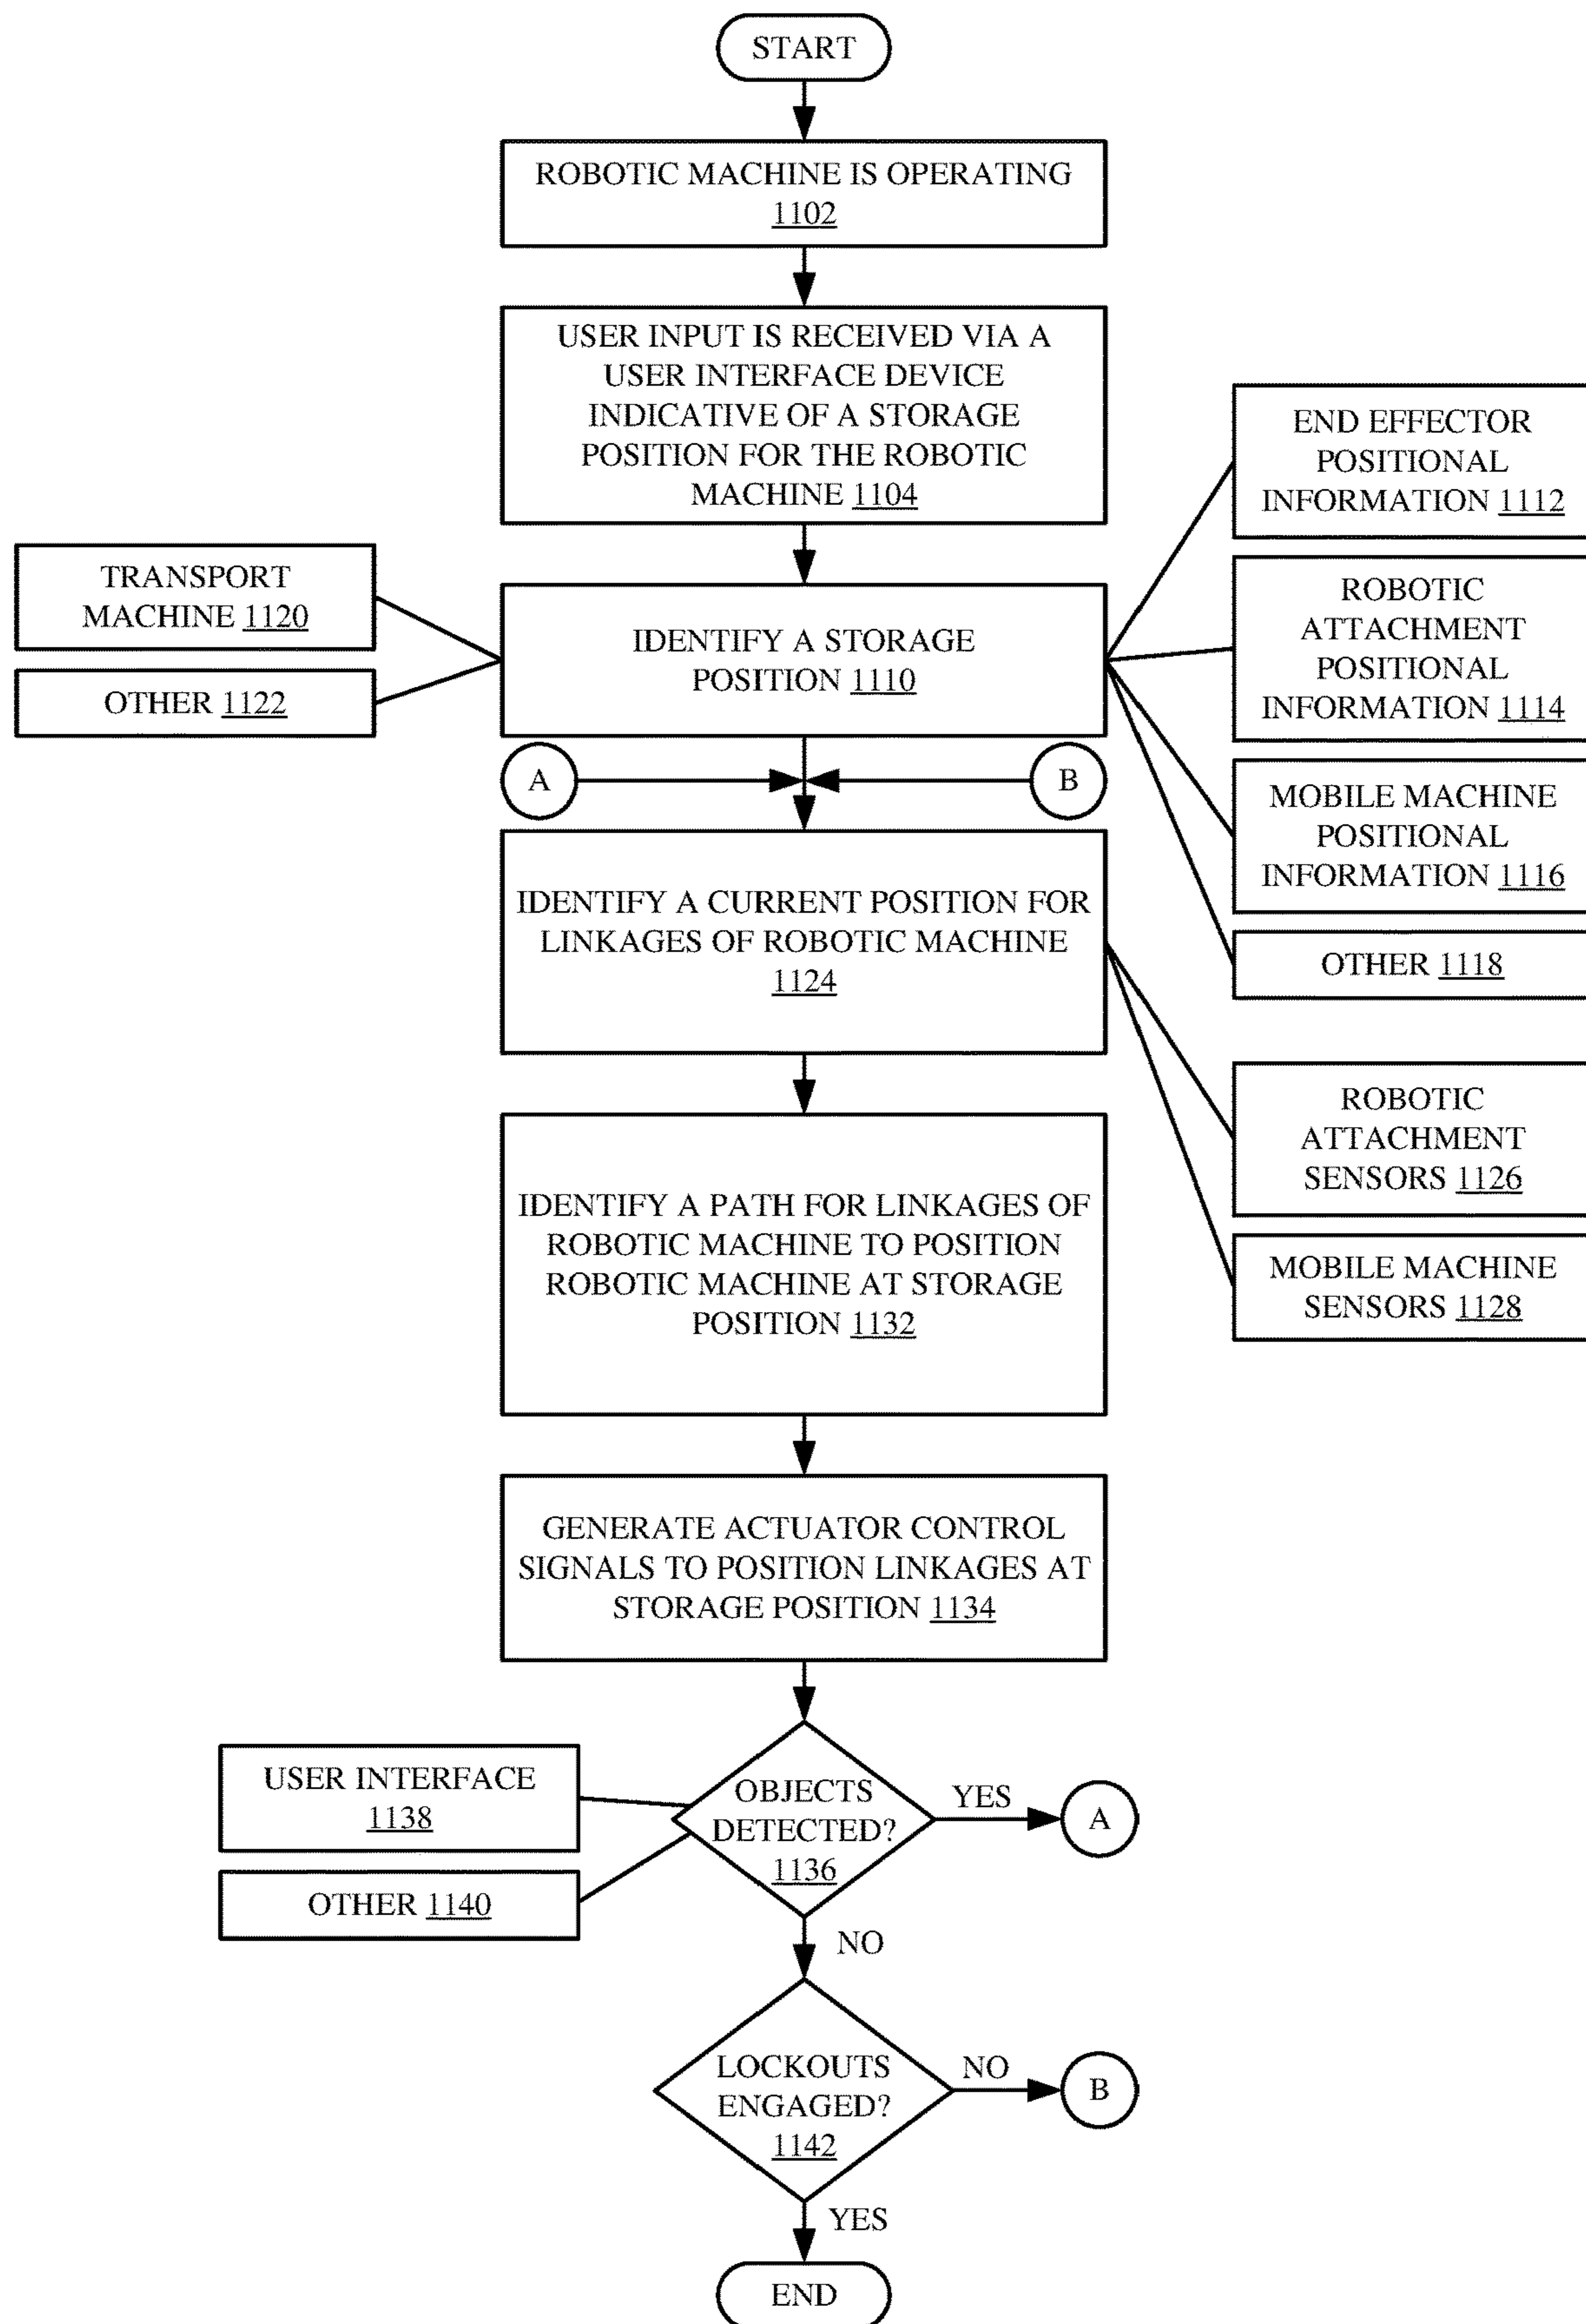 START
ROBOTIC MACHINE IS OPERATING
1102
USER INPUT IS RECEIVED VIA A
USER INTERFACE DEVICE
INDICATIVE OF A STORAGE
POSITION FOR THE ROBOTIC
MACHINE 1104
END EFFECTOR
POSITIONAL
INFORMATION 1112
TRANSPORT
MACHINE 1120
OTHER 1122
IDENTIFY A STORAGE
POSITION 1110
ROBOTIC
ATTACHMENT
POSITIONAL
INFORMATION 1114
A
B
MOBILE MACHINE
POSITIONAL
INFORMATION 1116
OTHER 1118
IDENTIFY A CURRENT POSITION FOR
LINKAGES OF ROBOTIC MACHINE
1124
ROBOTIC
ATTACHMENT
SENSORS 1126
MOBILE MACHINE
SENSORS 1128
IDENTIFY A PATH FOR LINKAGES OF
ROBOTIC MACHINE TO POSITION
ROBOTIC MACHINE AT STORAGE
POSITION 1132
GENERATE ACTUATOR CONTROL
SIGNALS TO POSITION LINKAGES AT
STORAGE POSITION 1134
USER INTERFACE
1138
OTHER 1140
OBJECTS
DETECTED?
1136
YES
A
NO
LOCKOUTS
ENGAGED?
1142
NO
B
YES
END